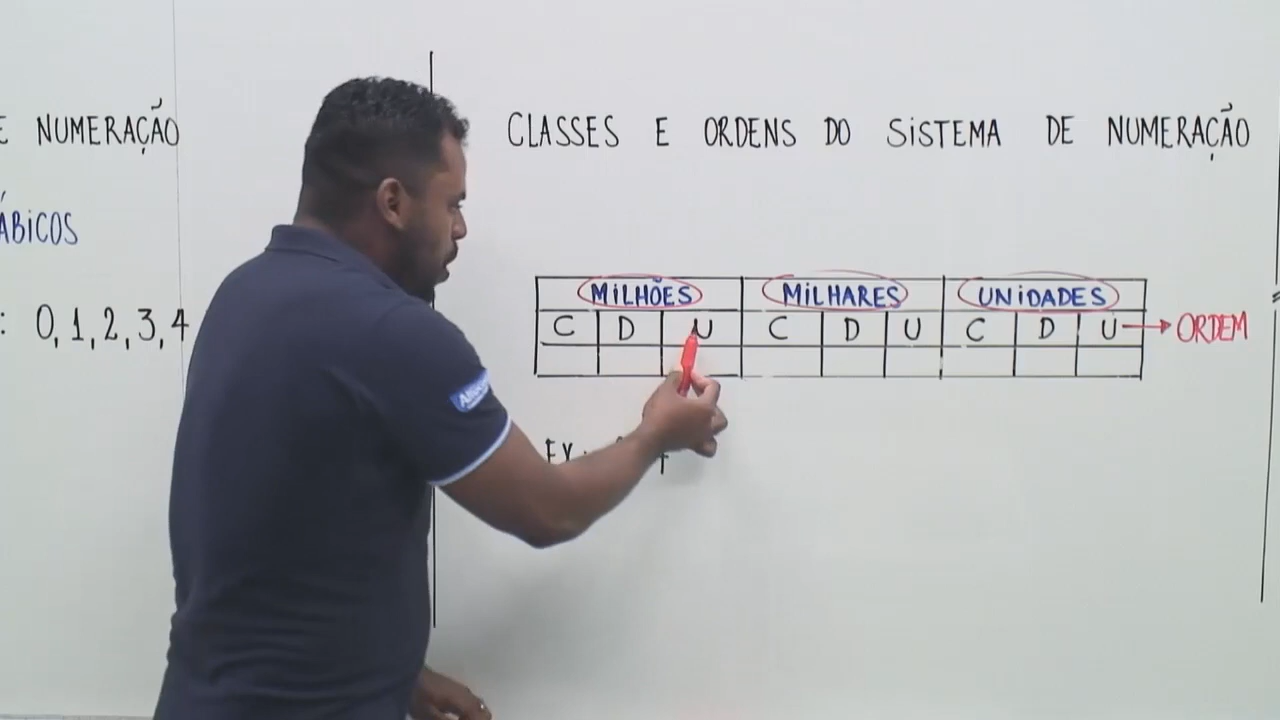 E NUMERAÇÃO
ÁBICOS
: 0, 1, 2, 3, 4
CLASSES E ORDENS DO SISTEMA DE NUMERAÇÃO
MILHÕES MILHARES UNIDADES
C D U C D U C D U → ORDEM